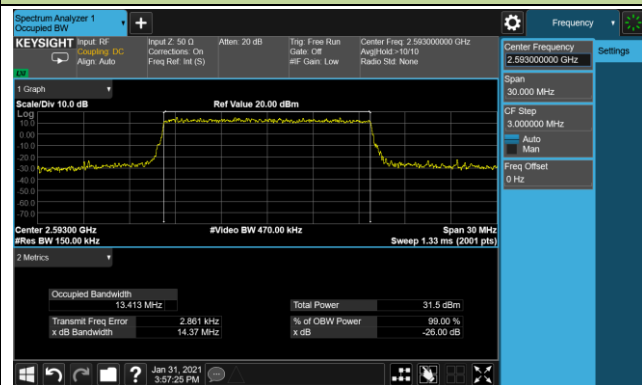 Spectrum Analyzer 1
Occupied BW
Frequency
KEYSIGHT
Input: RF
Coupling: DC
Align: Auto
Input Z: 50 Ω
Corrections: On
Freq Ref: Int (S)
Atten: 20 dB
Trig: Free Run
Gate: Off
#IF Gain: Low
Center Freq: 2.593000000 GHz
Avg|Hold:>10/10
Radio Std: None
LXI
Center Frequency
2.593000000 GHz
Settings
Span
30.000 MHz
CF Step
3.000000 MHz
Auto
Man
Freq Offset
0 Hz
1 Graph
Scale/Div 10.0 dB
Ref Value 20.00 dBm
Log
10.0
0.00
-10.0
-20.0
-30.0
-40.0
-50.0
-60.0
-70.0
Center 2.59300 GHz
#Video BW 470.00 kHz
Span 30 MHz
#Res BW 150.00 kHz
Sweep 1.33 ms (2001 pts)
2 Metrics
Occupied Bandwidth
13.413 MHz
Total Power 31.5 dBm
Transmit Freq Error 2.861 kHz
% of OBW Power 99.00 %
x dB Bandwidth 14.37 MHz
x dB -26.00 dB
?
Jan 31, 2021
3:57:25 PM